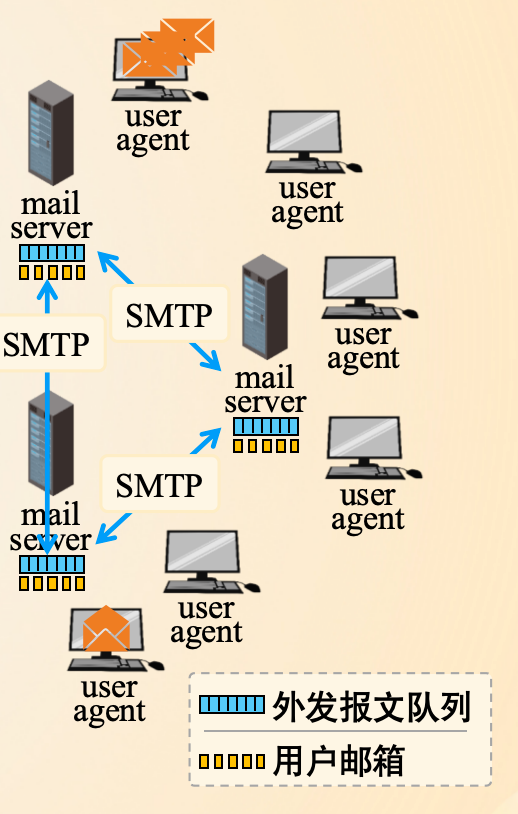 user
agent
user
agent
mail
server
SMTP
SMTP
user
agent
mail
server
SMTP
user
agent
mail
server
user
agent
user
agent
外发报文队列
用户邮箱